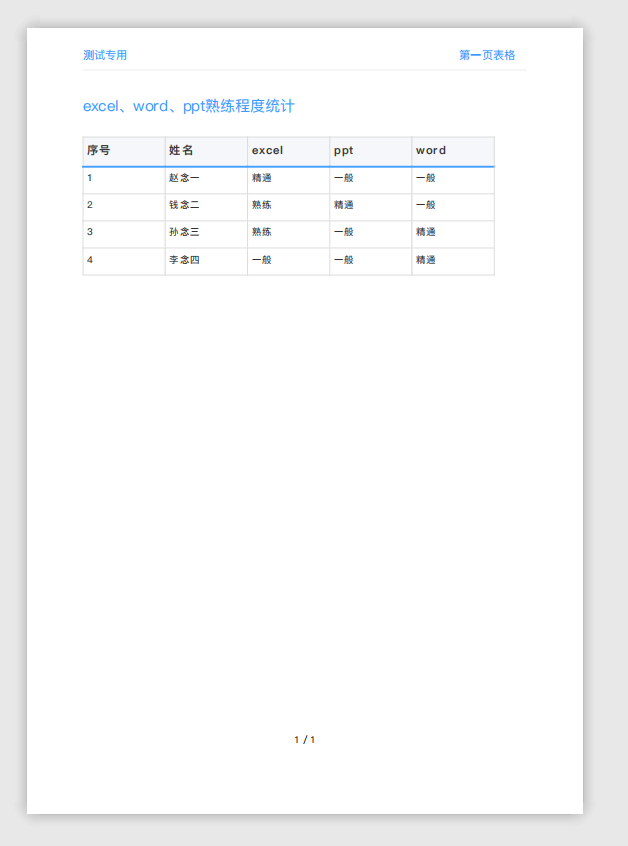 测试专用 第一页表格
excel、word、ppt熟练程度统计
序号 姓名 excel ppt word
1 赵念一 精通 一般 一般
2 钱念二 熟练 精通 一般
3 孙念三 熟练 一般 精通
4 李念四 一般 一般 精通
1 / 1